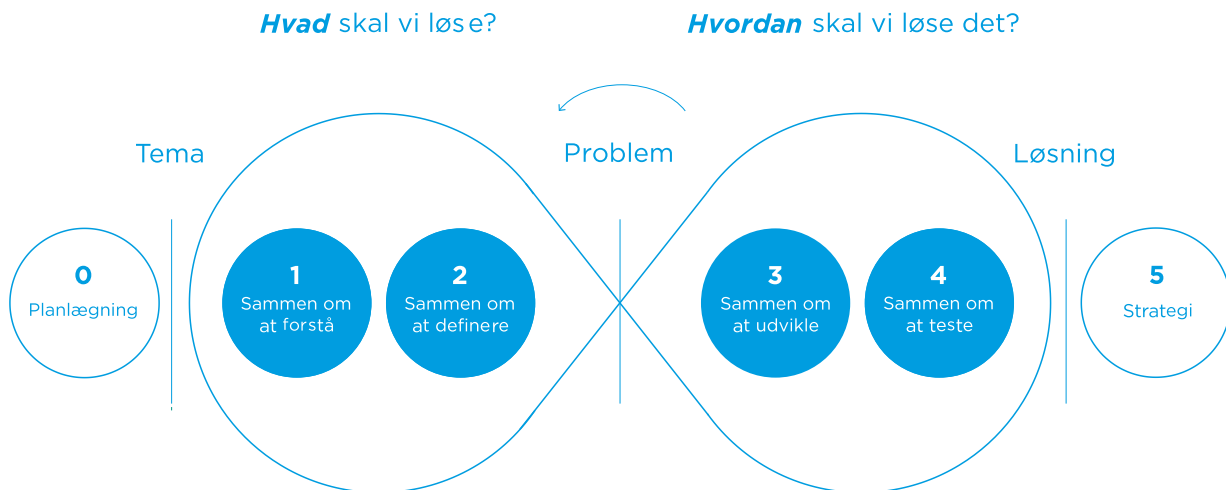 Hvad skal vi løse?
Hvordan skal vi løse det?
Tema
Problem
Løsning
0
Planlægning
1
Sammen om
at forstå
2
Sammen om
at definere
3
Sammen om
at udvikle
4
Sammen om
at teste
5
Strategi